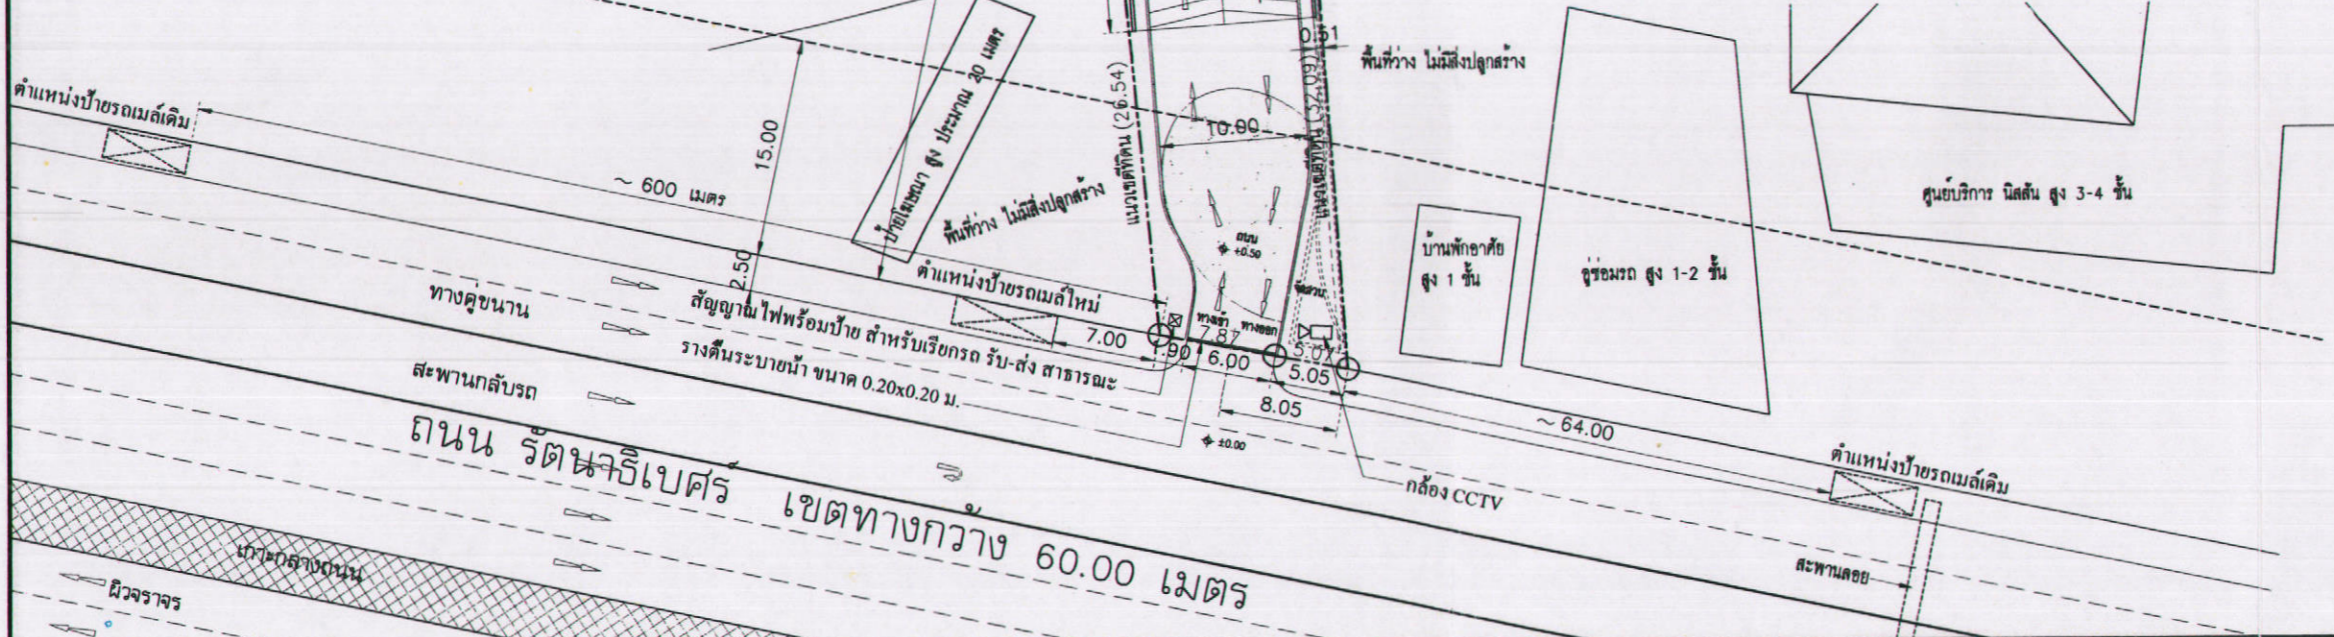 0.51
พื้นที่ว่าง ไม่มีสิ่งปลูกสร้าง
ป้ายโฆษณา สูง ประมาณ 20 เมตร
แนวเขตที่ดิน (26.54)
แนวเขตที่ดิน (32.09)
ตำแหน่งป้ายรถเมล์เดิม
~ 600 เมตร
15.00
2.50
10.00
พื้นที่ว่าง ไม่มีสิ่งปลูกสร้าง
ถนน
+0.50
บ้านพักอาศัย
สูง 1 ชั้น
อู่ซ่อมรถ สูง 1-2 ชั้น
ศูนย์บริการ นิสสัน สูง 3-4 ชั้น
ตำแหน่งป้ายรถเมล์ใหม่
ทางคู่ขนาน
สัญญาณไฟพร้อมป้าย สำหรับเรียกรถ รับ-ส่ง สาธารณะ
รางตื้นระบายน้ำ ขนาด 0.20x0.20 ม.
ทางเข้า
ทางออก
7.00
7.87
.90
6.00
5.07
5.05
8.05
±0.00
~ 64.00
สะพานกลับรถ
ตำแหน่งป้ายรถเมล์เดิม
กล้อง CCTV
ถนน รัตนาธิเบศร์ เขตทางกว้าง 60.00 เมตร
สะพานลอย
เกาะกลางถนน
ผิวจราจร